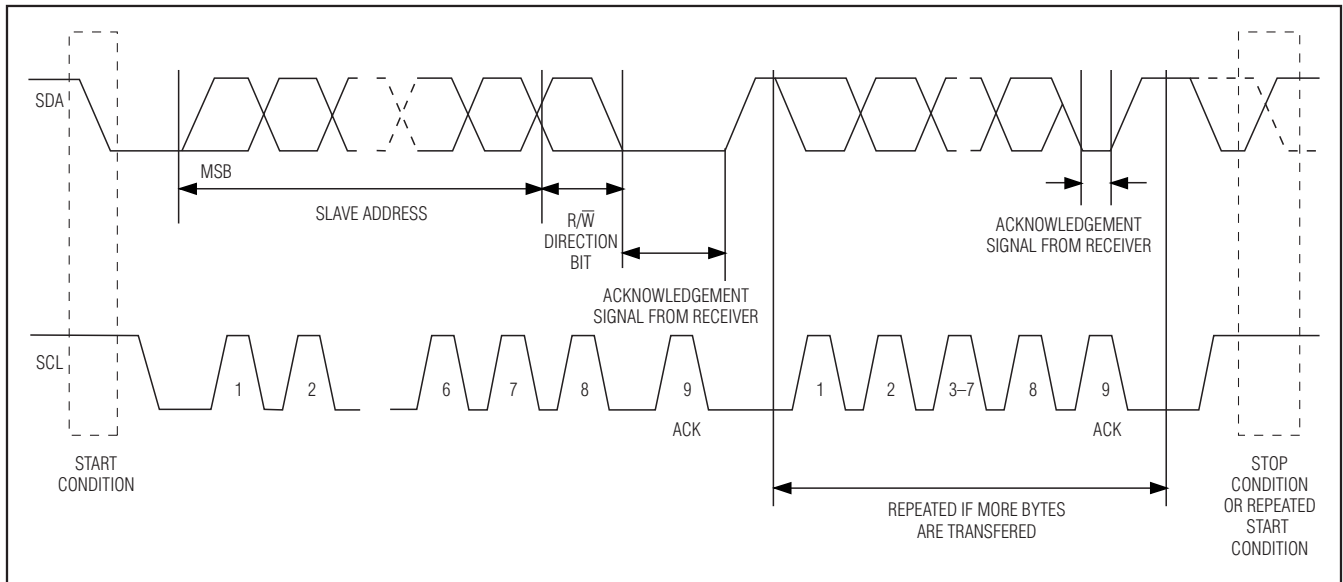 SDA
MSB
SLAVE ADDRESS
R/W̅
DIRECTION
BIT
ACKNOWLEDGEMENT
SIGNAL FROM RECEIVER
ACKNOWLEDGEMENT
SIGNAL FROM RECEIVER
SCL
1 2 6 7 8 9 1 2 3–7 8 9
ACK ACK
START
CONDITION
REPEATED IF MORE BYTES
ARE TRANSFERED
STOP
CONDITION
OR REPEATED
START
CONDITION